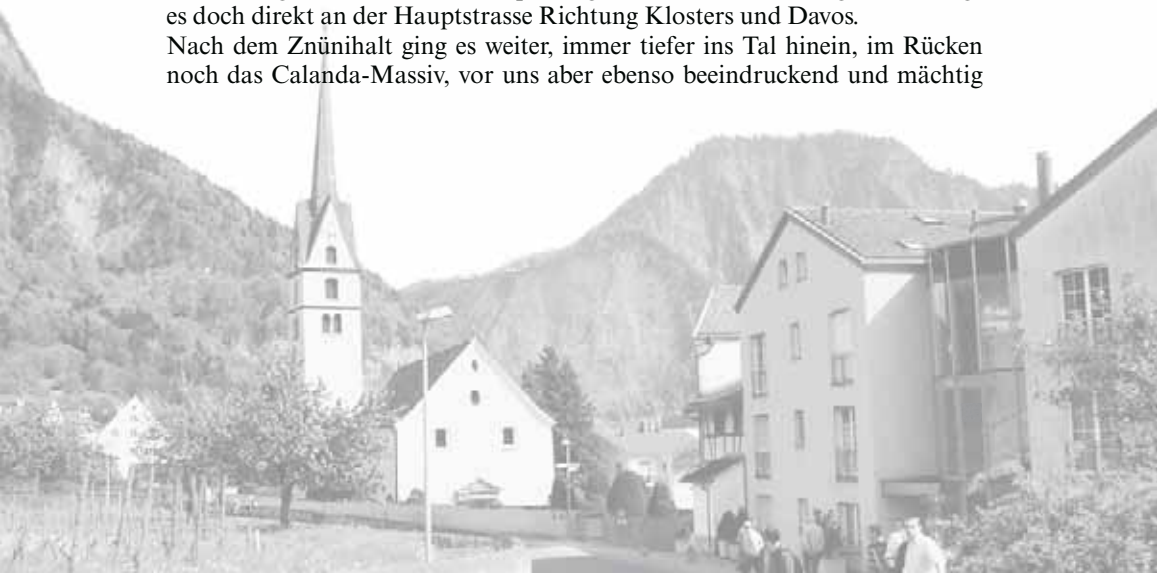 es doch direkt an der Hauptstrasse Richtung Klosters und Davos.
Nach dem Znünihalt ging es weiter, immer tiefer ins Tal hinein, im Rücken
noch das Calanda-Massiv, vor uns aber ebenso beeindruckend und mächtig